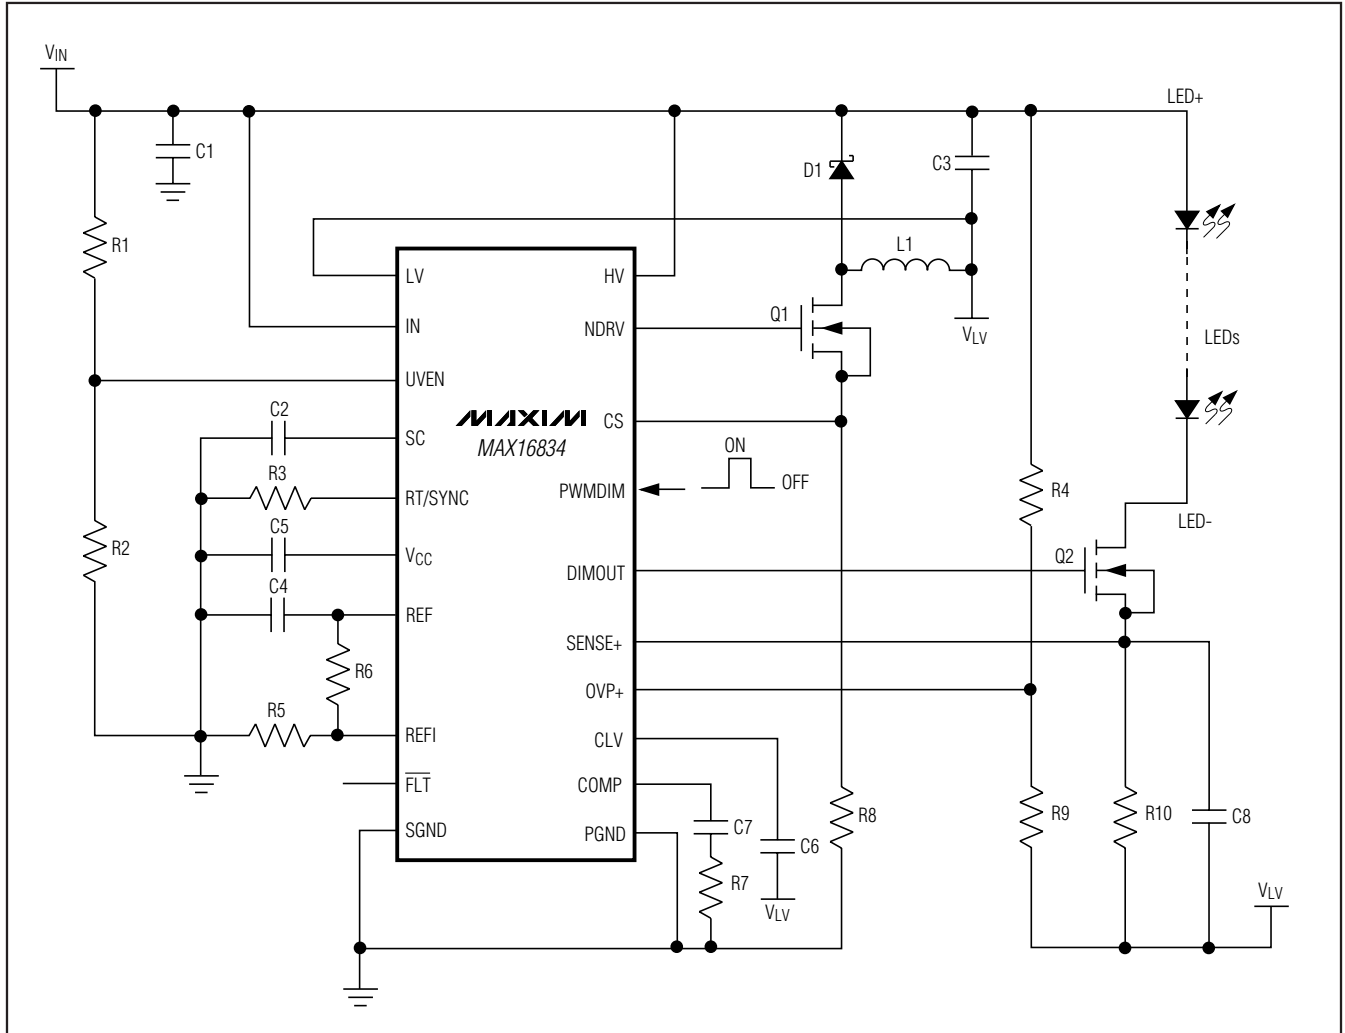 VIN
LED+
C1
D1
C3
R1
L1
LV
HV
Q1
IN
NDRV
VLV
LEDs
UVEN
C2
MAXIM
CS
SC
MAX16834
ON
R3
PWMDIM
OFF
RT/SYNC
R4
LED-
C5
R2
VCC
Q2
DIMOUT
C4
REF
SENSE+
R6
OVP+
R5
REFI
CLV
FLT
COMP
R8
R9
R10
C8
SGND
PGND
C7
C6
R7
VLV
VLV